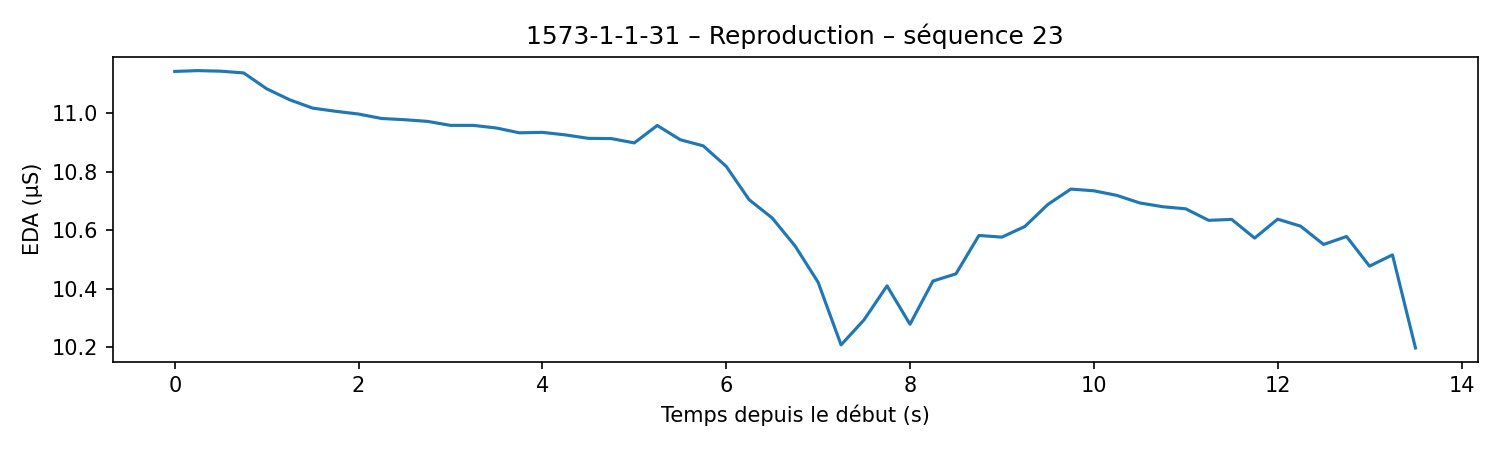 1573-1-1-31 – Reproduction – séquence 23
EDA (µS)
11.0
10.8
10.6
10.4
10.2
0 2 4 6 8 10 12 14
Temps depuis le début (s)